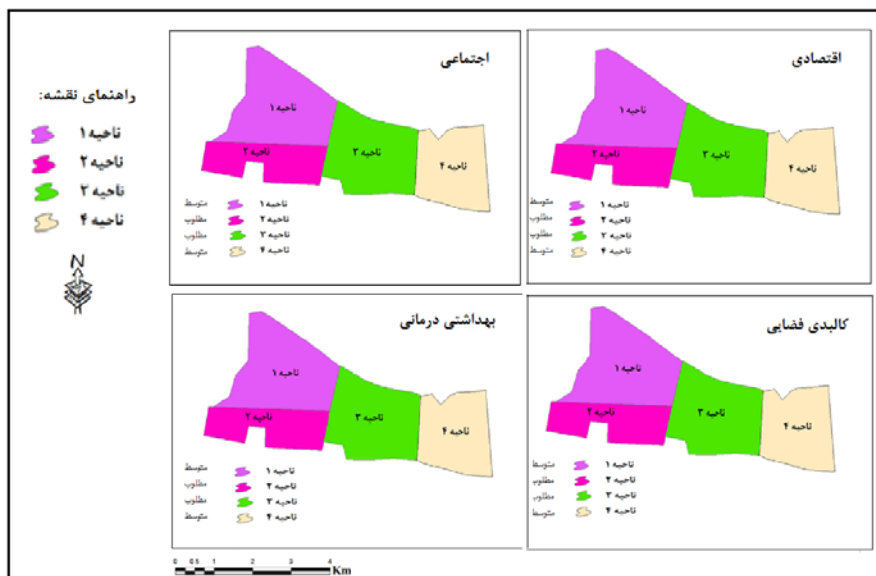 راهنمای نقشه:
ناحیه ۱
ناحیه ۲
ناحیه ۳
ناحیه ۴
N
اجتماعی
ناحیه ۱
ناحیه ۲
ناحیه ۳
ناحیه ۴
ناحیه ۱ متوسط
ناحیه ۲ مطلوب
ناحیه ۳ مطلوب
ناحیه ۴ متوسط
اقتصادی
ناحیه ۱
ناحیه ۲
ناحیه ۳
ناحیه ۴
ناحیه ۱ متوسط
ناحیه ۲ مطلوب
ناحیه ۳ مطلوب
ناحیه ۴ متوسط
بهداشتی درمانی
ناحیه ۱
ناحیه ۲
ناحیه ۳
ناحیه ۴
ناحیه ۱ متوسط
ناحیه ۲ مطلوب
ناحیه ۳ مطلوب
ناحیه ۴ متوسط
کالبدی فضایی
ناحیه ۱
ناحیه ۲
ناحیه ۳
ناحیه ۴
ناحیه ۱ متوسط
ناحیه ۲ مطلوب
ناحیه ۳ مطلوب
ناحیه ۴ متوسط
0 0.5 1 2 3 4
Km